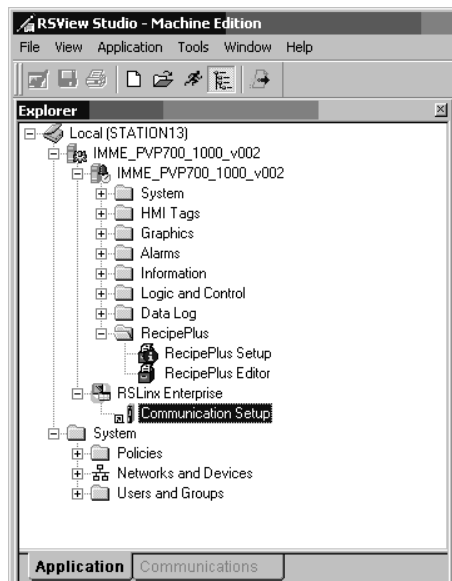 RSView Studio - Machine Edition
File View Application Tools Window Help
Explorer
Local (STATION13)
IMME_PVP700_1000_v002
IMME_PVP700_1000_v002
System
HMI Tags
Graphics
Alarms
Information
Logic and Control
Data Log
RecipePlus
RecipePlus Setup
RecipePlus Editor
RSLinx Enterprise
Communication Setup
System
Policies
Networks and Devices
Users and Groups
Application Communications